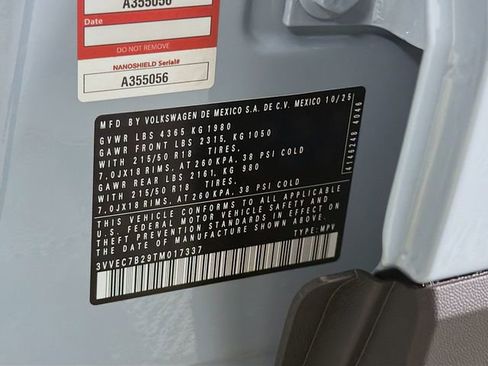 A355056
Date
DO NOT REMOVE
NANOSHIELD Serial#
A355056
MFD BY VOLKSWAGEN DE MEXICO S.A. DE C.V. MEXICO 10/25
GVWR LBS 4365 KG 1980
GAWR FRONT LBS 2315, KG 1050
WITH 215/50 R18 TIRES.
7.0JX18 RIMS. AT 260 KPA, 38 PSI COLD
GAWR REAR LBS 2161, KG 980
WITH 215/50 R18 TIRES.
7.0JX18 RIMS. AT 260 KPA, 38 PSI COLD
THIS VEHICLE CONFORMS TO ALL APPLICABLE
U.S. FEDERAL MOTOR VEHICLE SAFETY AND
THEFT PREVENTION STANDARDS IN EFFECT ON
THE DATE OF MANUFACTURE SHOWN ABOVE.
3VVEC7B29TM017337 TYPE: MPV